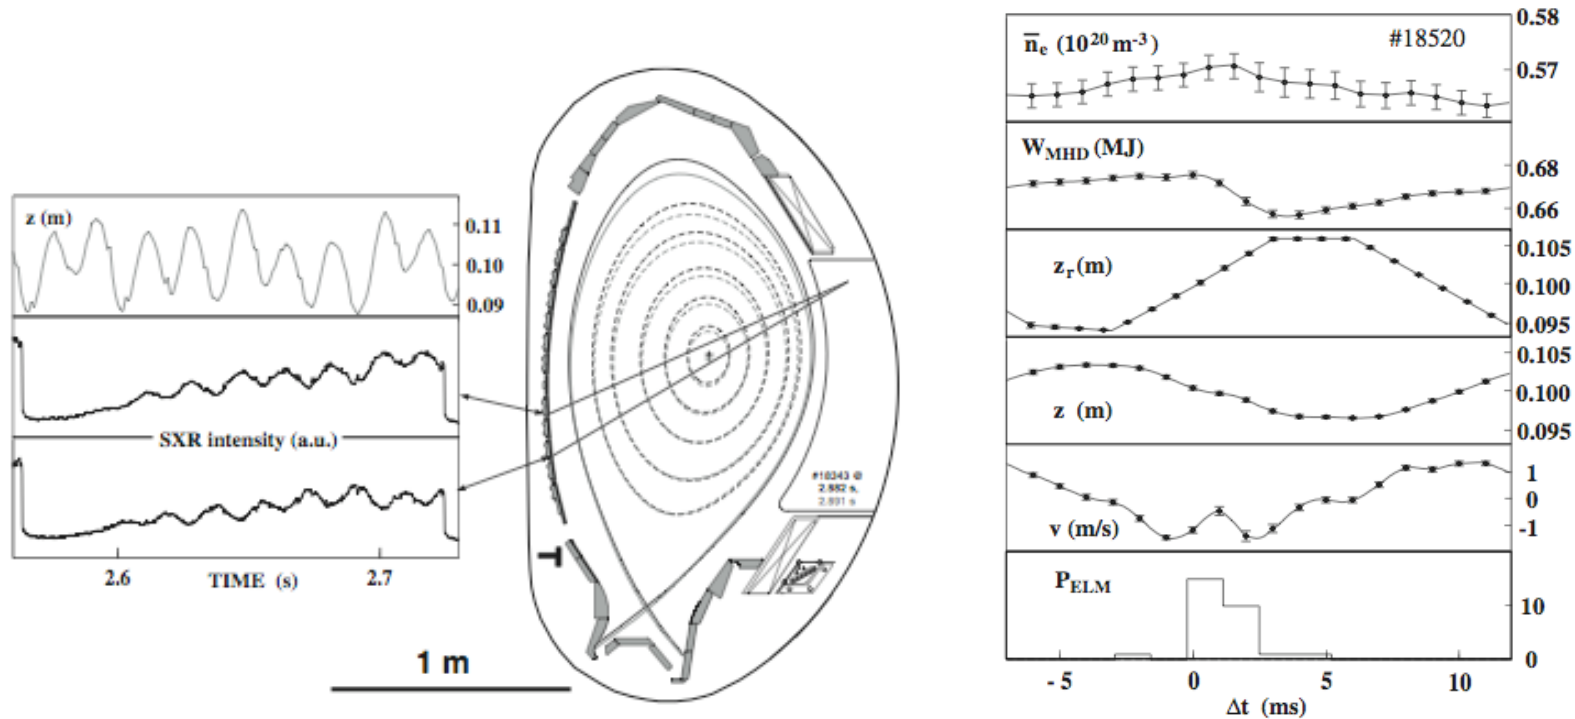 z (m)
0.11
0.10
0.09
SXR intensity (a.u.)
2.6
TIME (s)
2.7
#18343 @
2.882 s,
2.891 s
1 m
n̅e (10²⁰ m⁻³)
#18520
0.58
0.57
WMHD (MJ)
0.68
0.66
zr (m)
0.105
0.100
0.095
z (m)
0.105
0.100
0.095
v (m/s)
1
0
-1
PELM
10
0
- 5
0
5
10
Δt (ms)